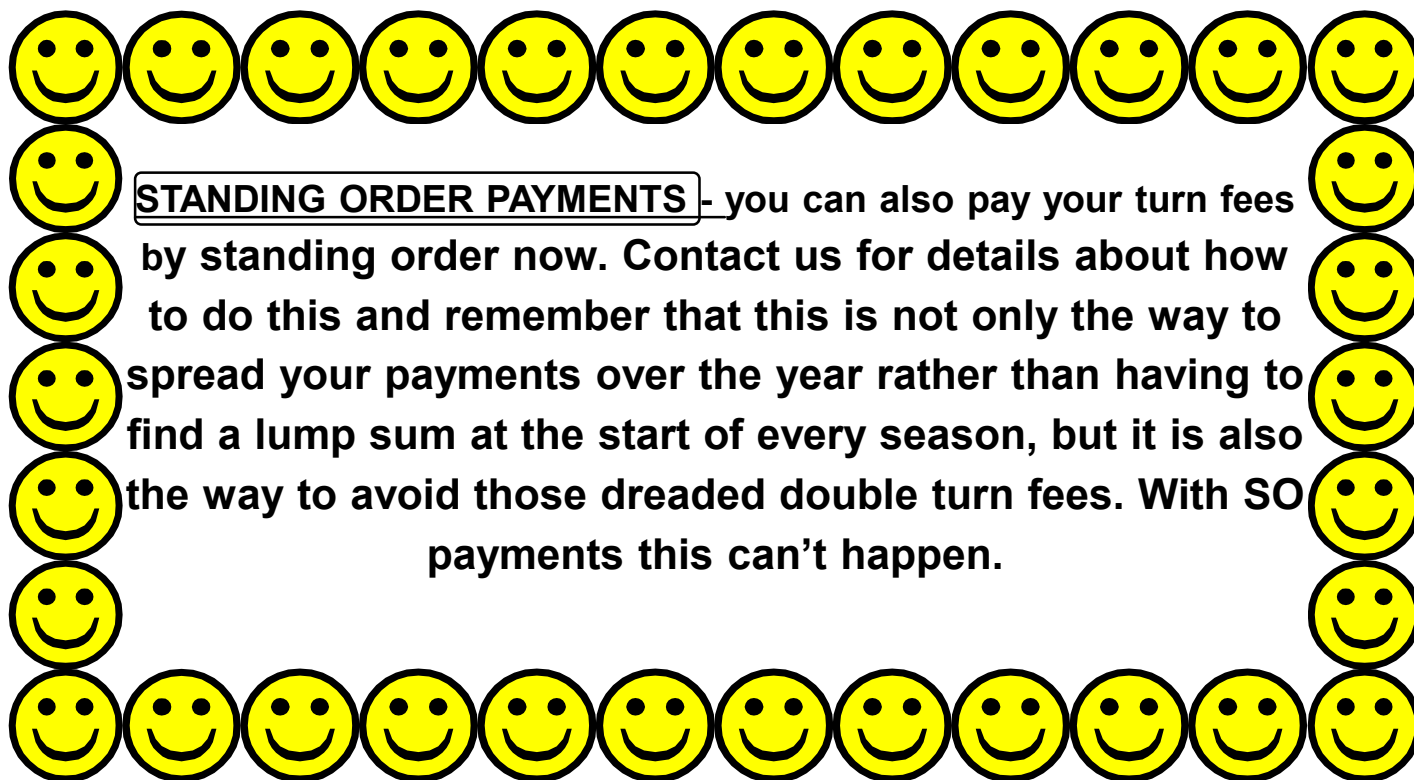 STANDING ORDER PAYMENTS - you can also pay your turn fees
by standing order now. Contact us for details about how
to do this and remember that this is not only the way to
spread your payments over the year rather than having to
find a lump sum at the start of every season, but it is also
the way to avoid those dreaded double turn fees. With SO
payments this can’t happen.